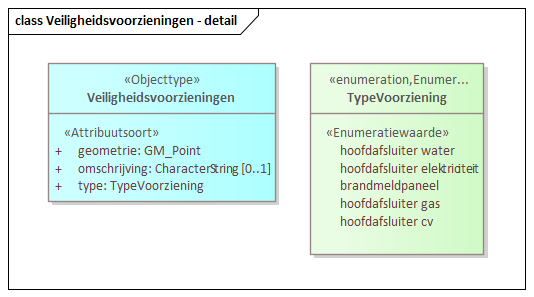 class Veiligheidsvoorzieningen - detail
«Objecttype»
Veiligheidsvoorzieningen
«Attribuutsoort»
+ geometrie: GM_Point
+ omschrijving: CharacterString [0..1]
+ type: TypeVoorziening
«enumeration,Enumer...
TypeVoorziening
«Enumeratiewaarde»
hoofdafsluiter water
hoofdafsluiter elektriciteit
brandmeldpaneel
hoofdafsluiter gas
hoofdafsluiter cv